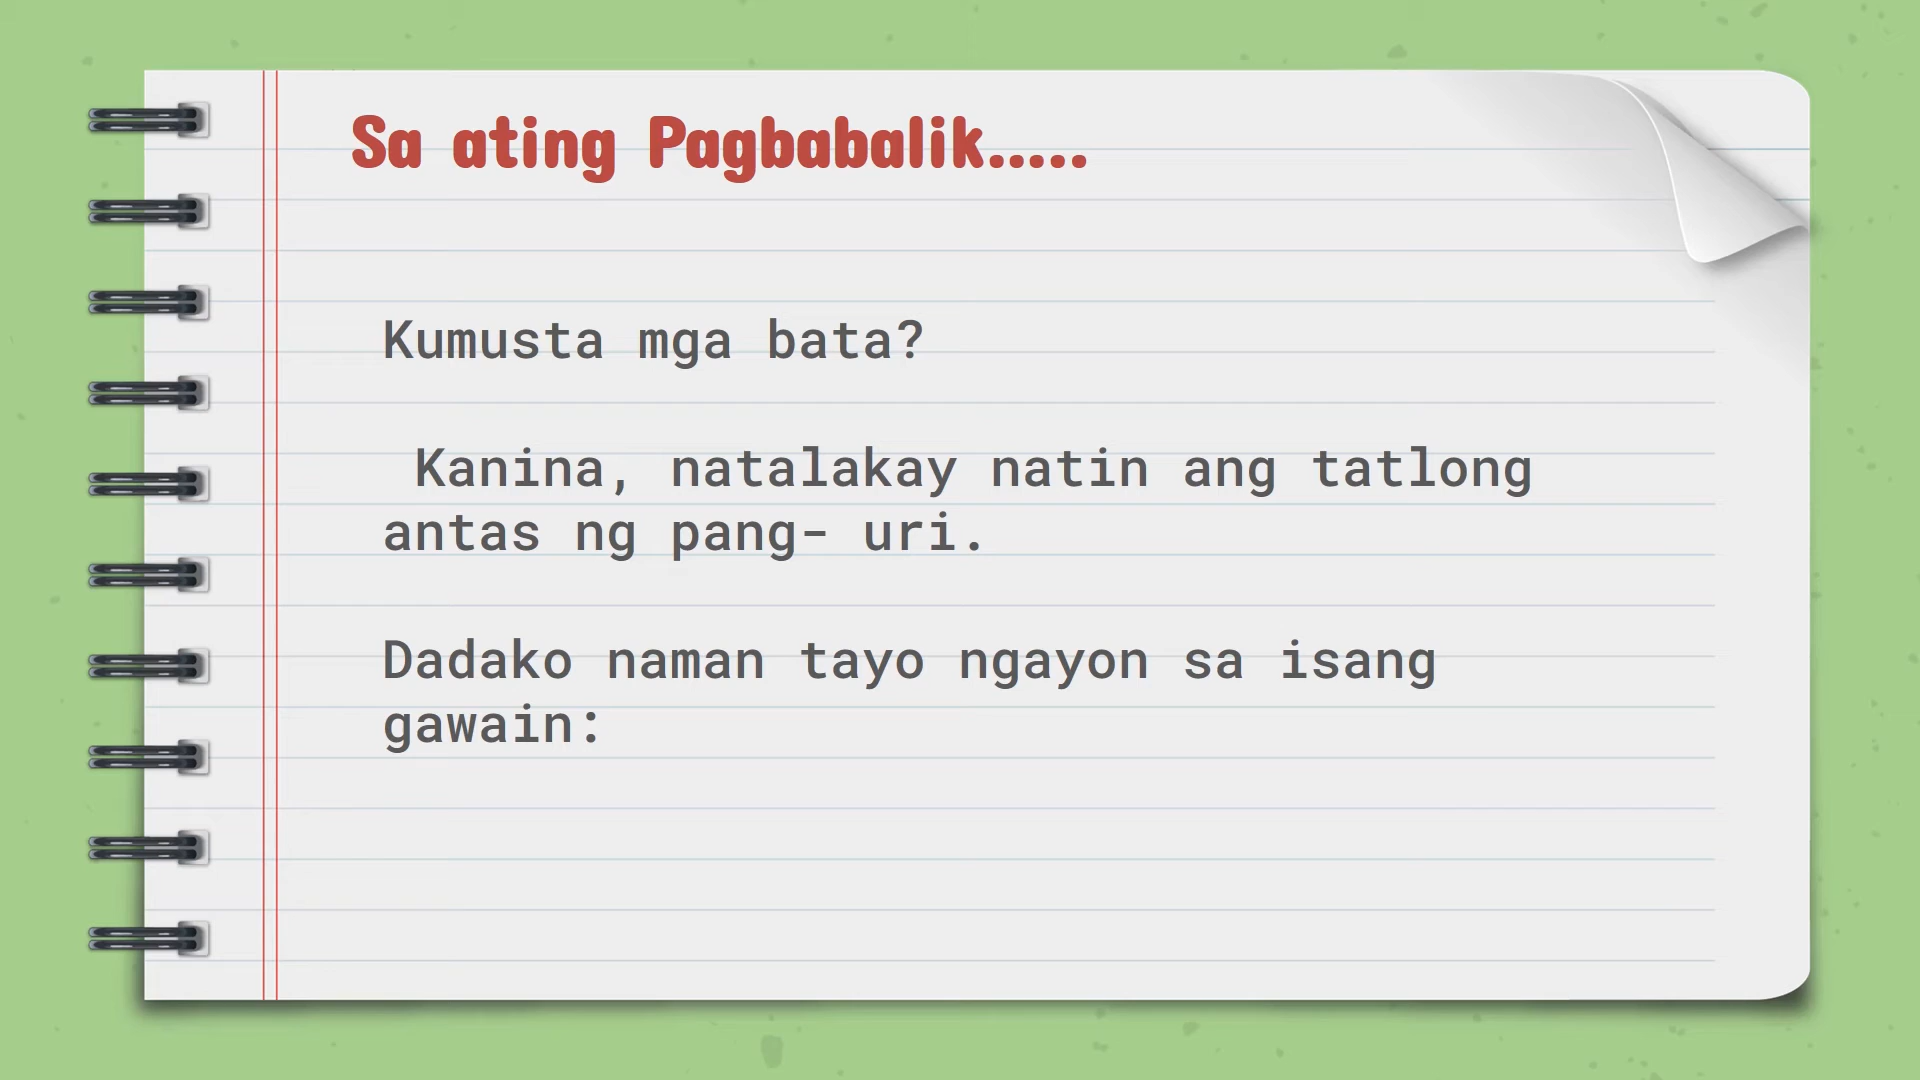 Sa ating Pagbabalik.....
Kumusta mga bata?
Kanina, natalakay natin ang tatlong
antas ng pang- uri.
Dadako naman tayo ngayon sa isang
gawain: